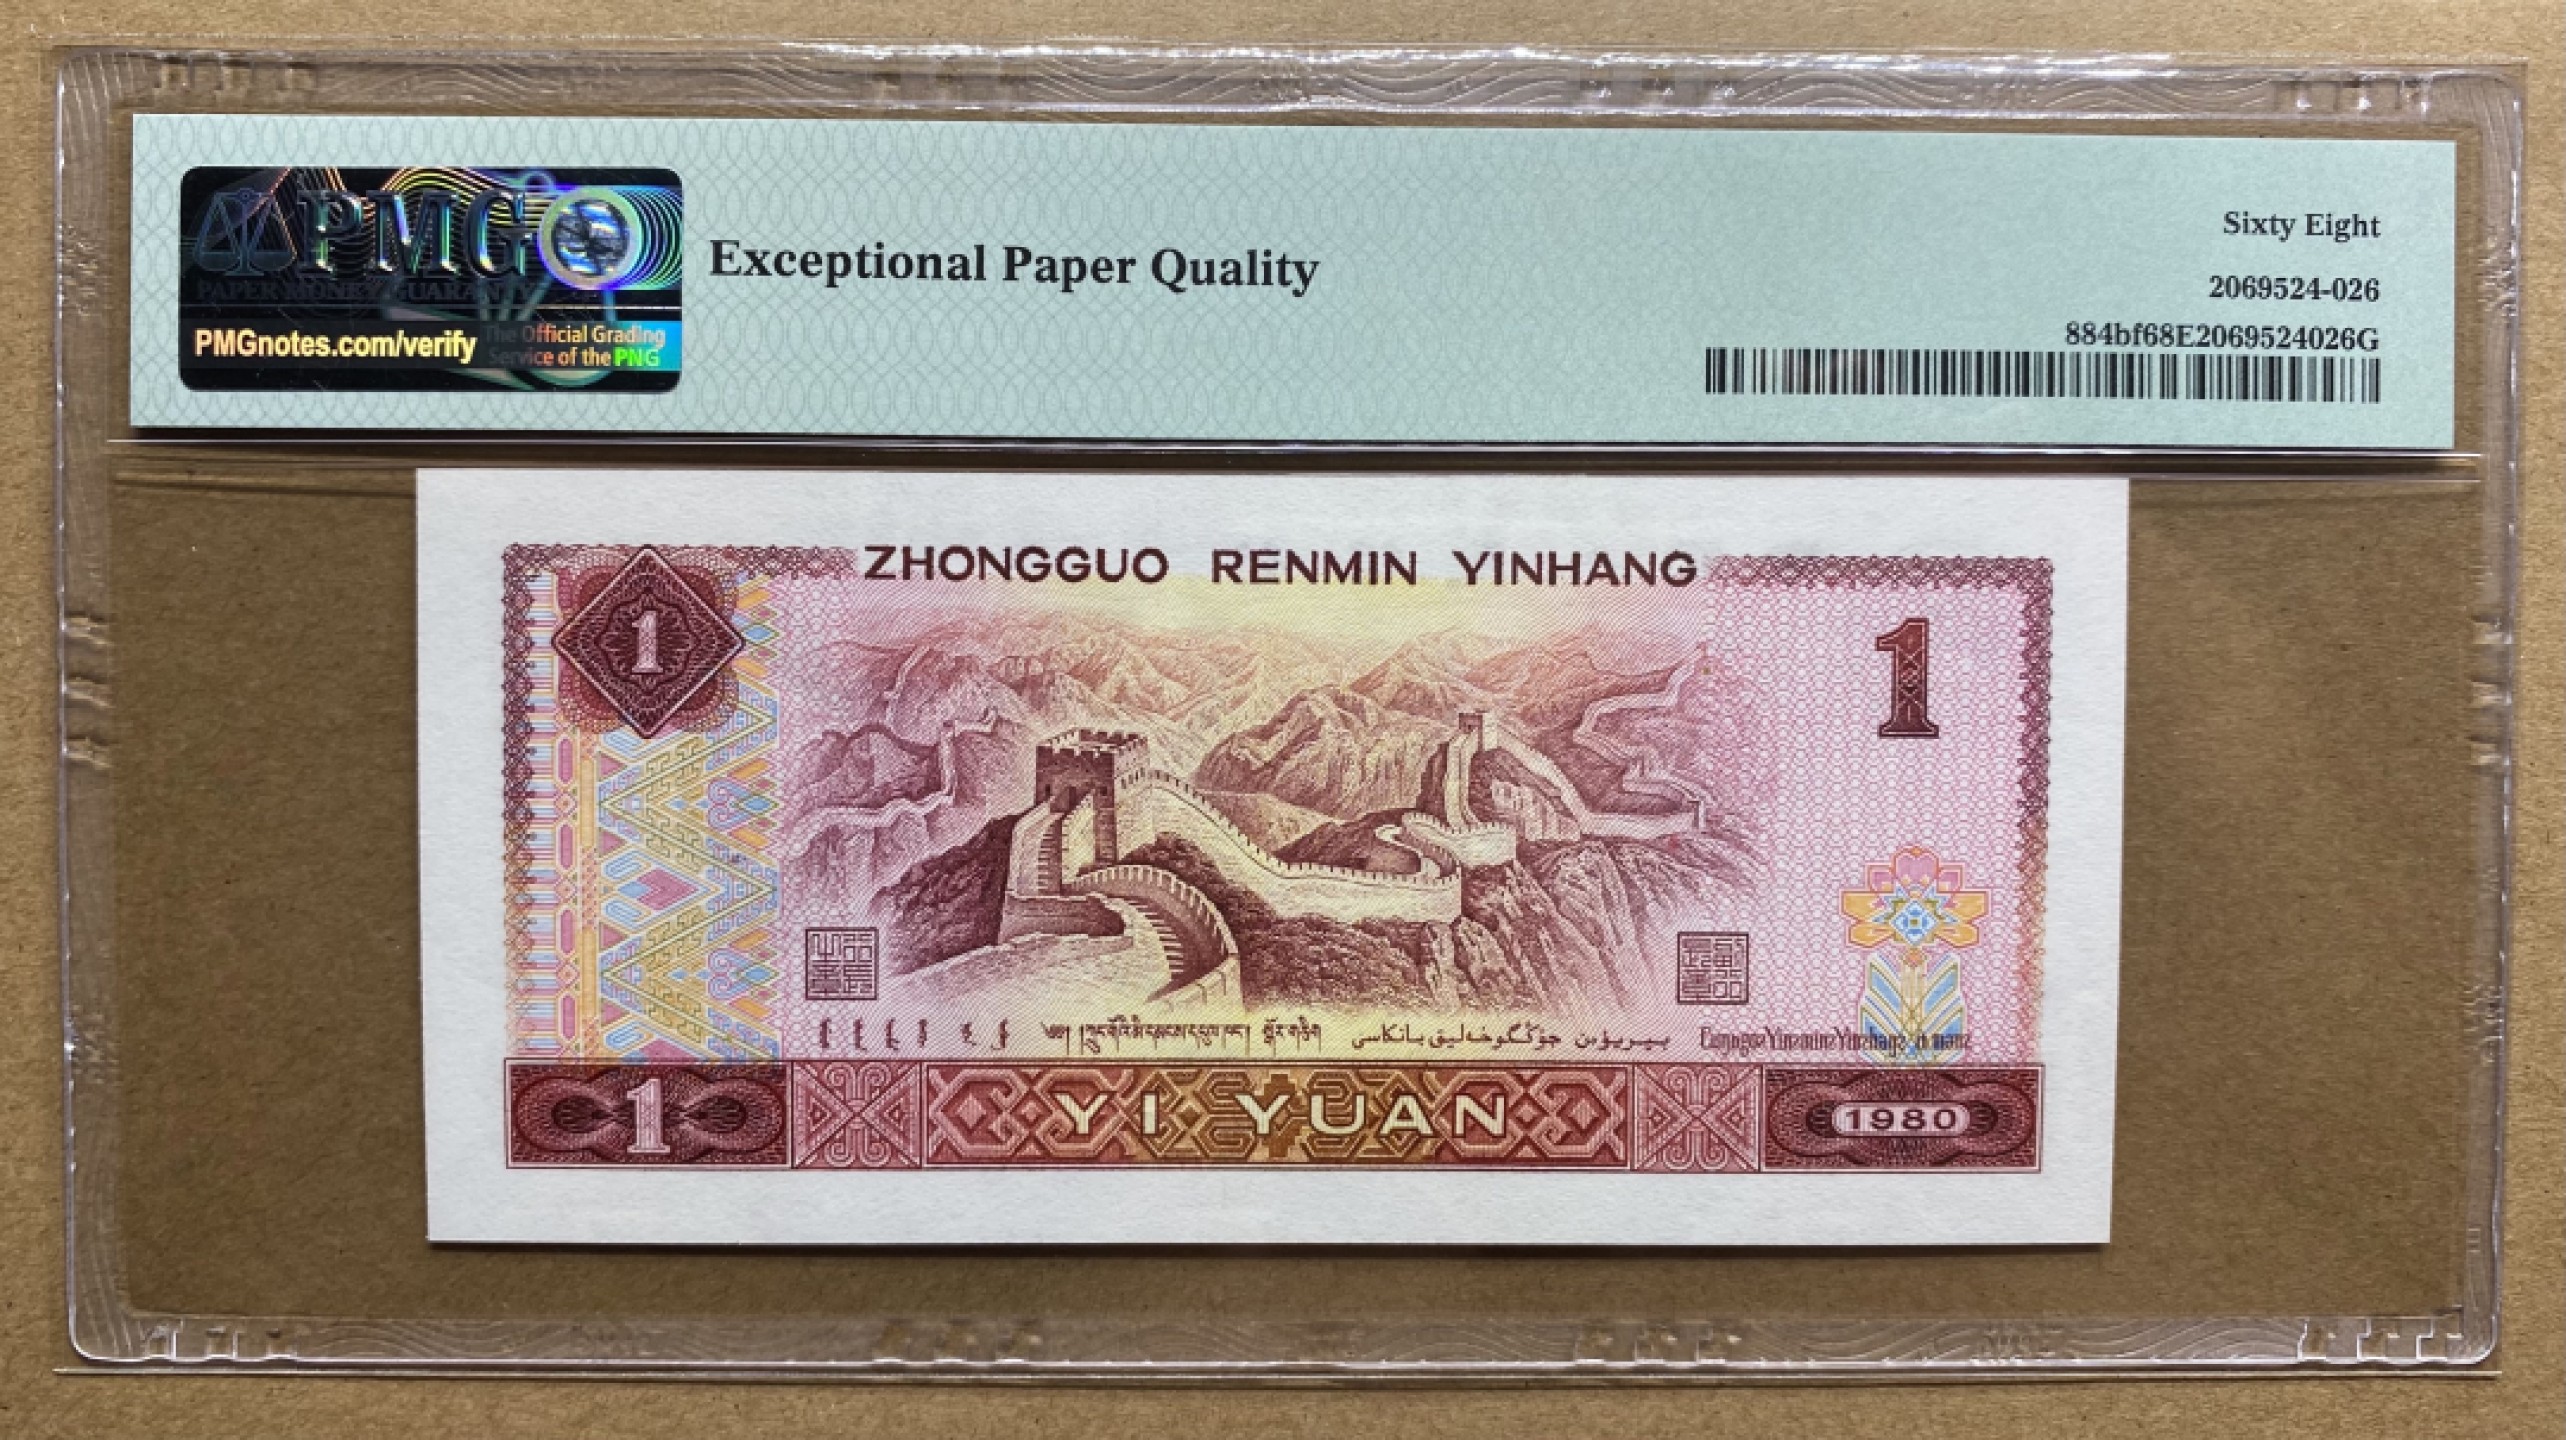 PMG
PAPER MONEY GUARANTY
PMGnotes.com/verify
The Official Grading
Service of the PNG
Exceptional Paper Quality
Sixty Eight
2069524-026
884bf68E2069524026G
ZHONGGUO RENMIN YINHANG
1
1
1
YI YUAN
1980